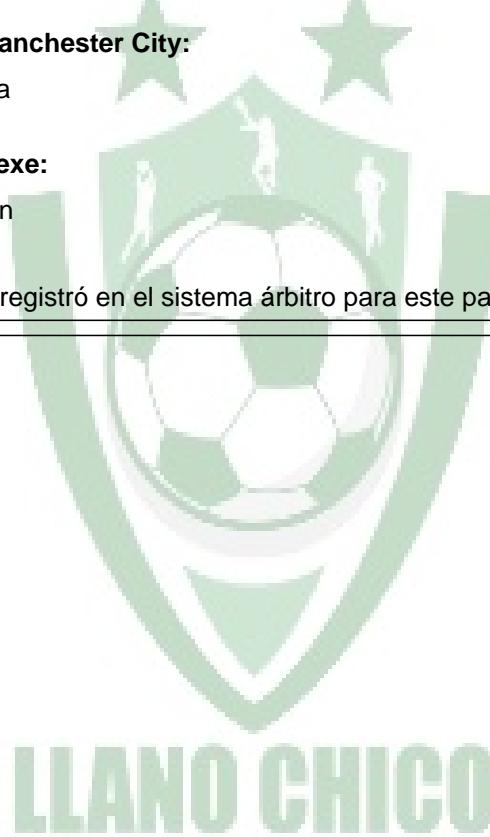 anchester City:
a
exe:
n
registró en el sistema árbitro para este pa
LLANO CHICO